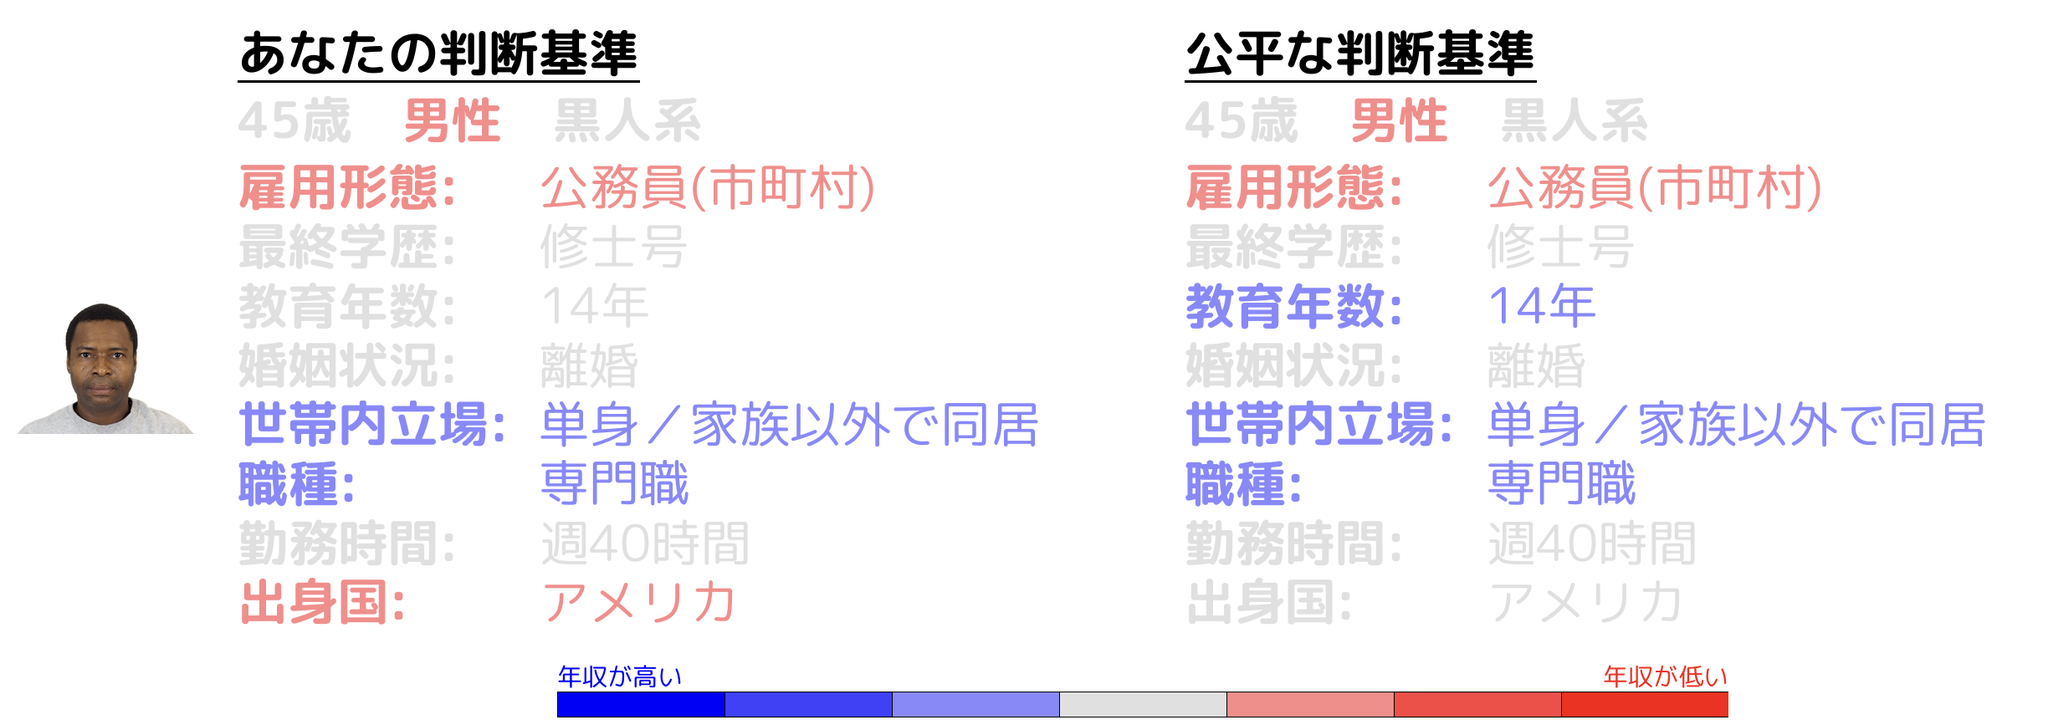 あなたの判断基準
45歳 男性 黒人系
雇用形態: 公務員(市町村)
最終学歴: 修士号
教育年数: 14年
婚姻状況: 離婚
世帯内立場: 単身／家族以外で同居
職種: 専門職
勤務時間: 週40時間
出身国: アメリカ
公平な判断基準
45歳 男性 黒人系
雇用形態: 公務員(市町村)
最終学歴: 修士号
教育年数: 14年
婚姻状況: 離婚
世帯内立場: 単身／家族以外で同居
職種: 専門職
勤務時間: 週40時間
出身国: アメリカ
年収が高い
年収が低い